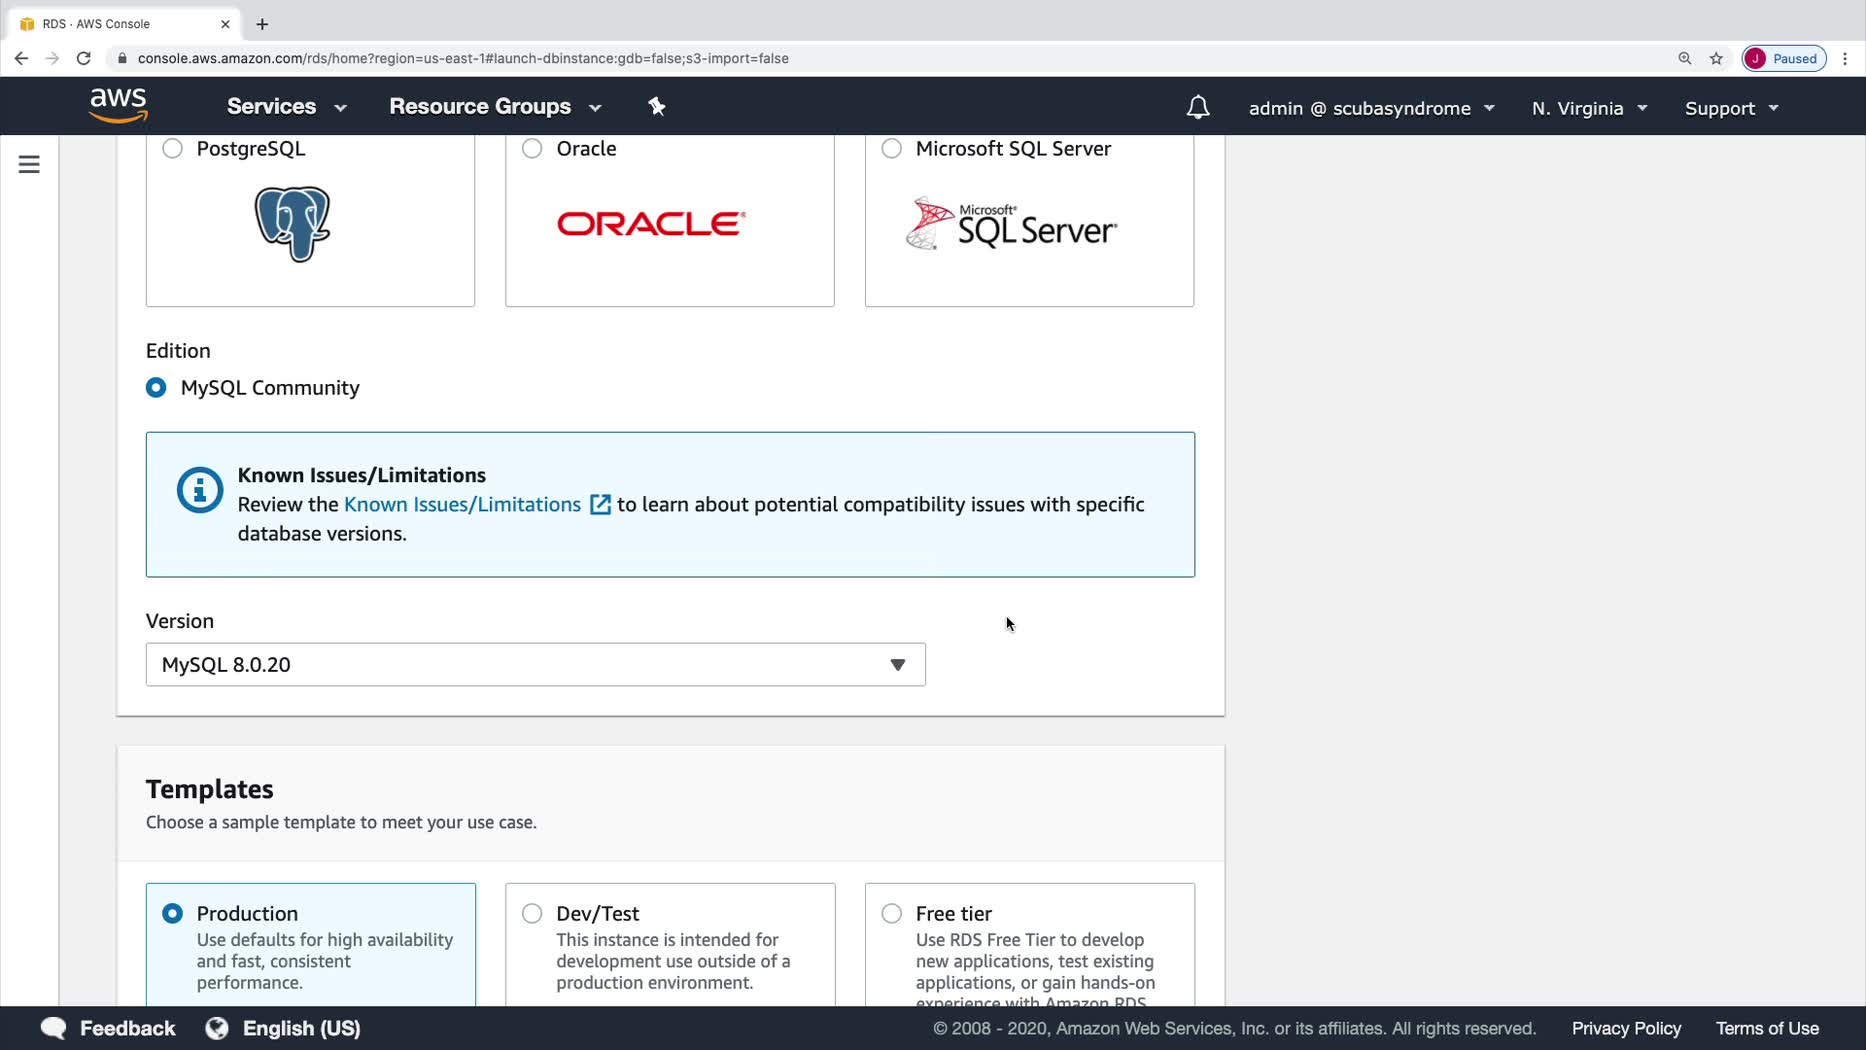 RDS · AWS Console
console.aws.amazon.com/rds/home?region=us-east-1#launch-dbinstance:gdb=false;s3-import=false
J Paused
aws Services Resource Groups admin @ scubasyndrome N. Virginia Support
PostgreSQL
Oracle
Microsoft SQL Server
ORACLE®
Microsoft®
SQL Server®
Edition
MySQL Community
Known Issues/Limitations
Review the Known Issues/Limitations to learn about potential compatibility issues with specific
database versions.
Version
MySQL 8.0.20
Templates
Choose a sample template to meet your use case.
Production
Use defaults for high availability
and fast, consistent
performance.
Dev/Test
This instance is intended for
development use outside of a
production environment.
Free tier
Use RDS Free Tier to develop
new applications, test existing
applications, or gain hands-on
experience with Amazon RDS.
Feedback English (US) © 2008 - 2020, Amazon Web Services, Inc. or its affiliates. All rights reserved. Privacy Policy Terms of Use